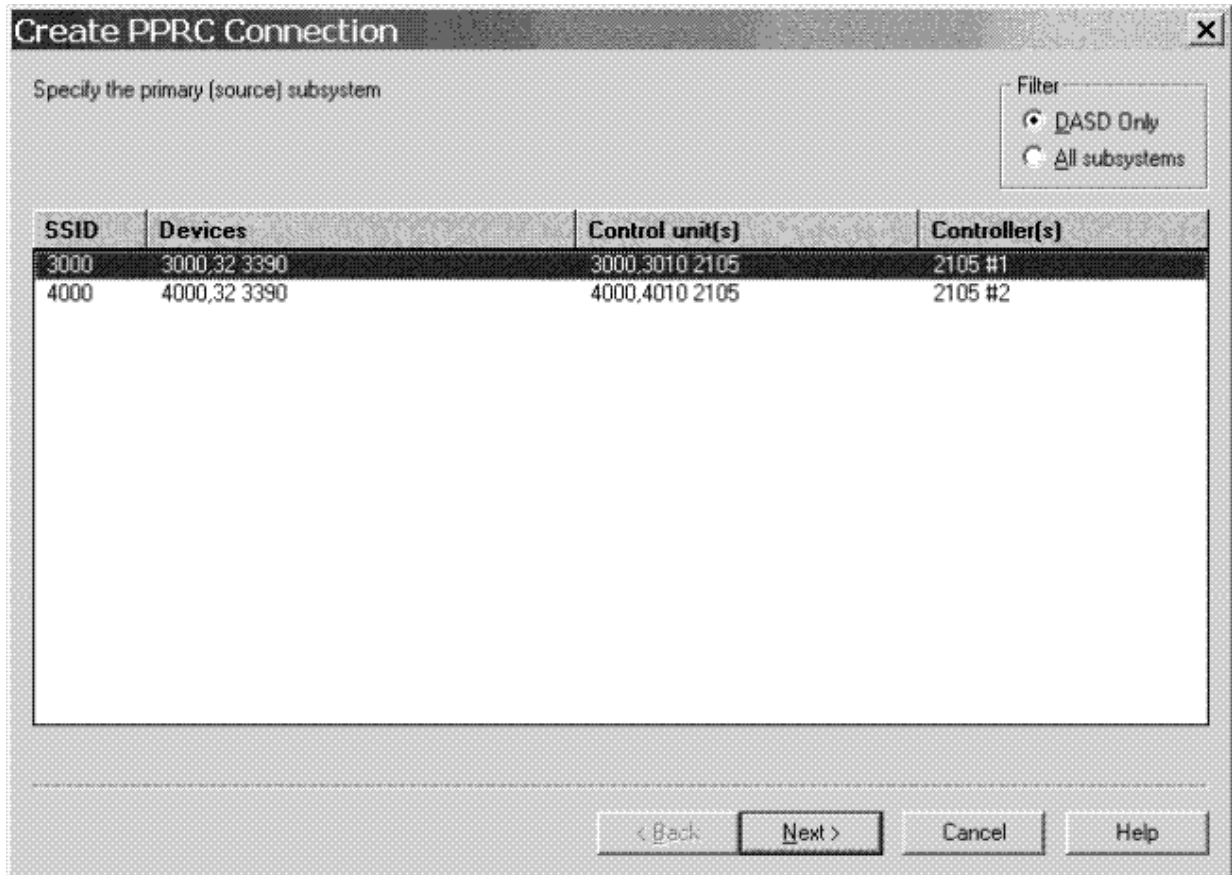 Create PPRC Connection
Specify the primary (source) subsystem
Filter
DASD Only
All subsystems
SSID Devices Control unit(s) Controller(s)
3000 3000,32 3390 3000,3010 2105 2105 #1
4000 4000,32 3390 4000,4010 2105 2105 #2
< Back Next > Cancel Help